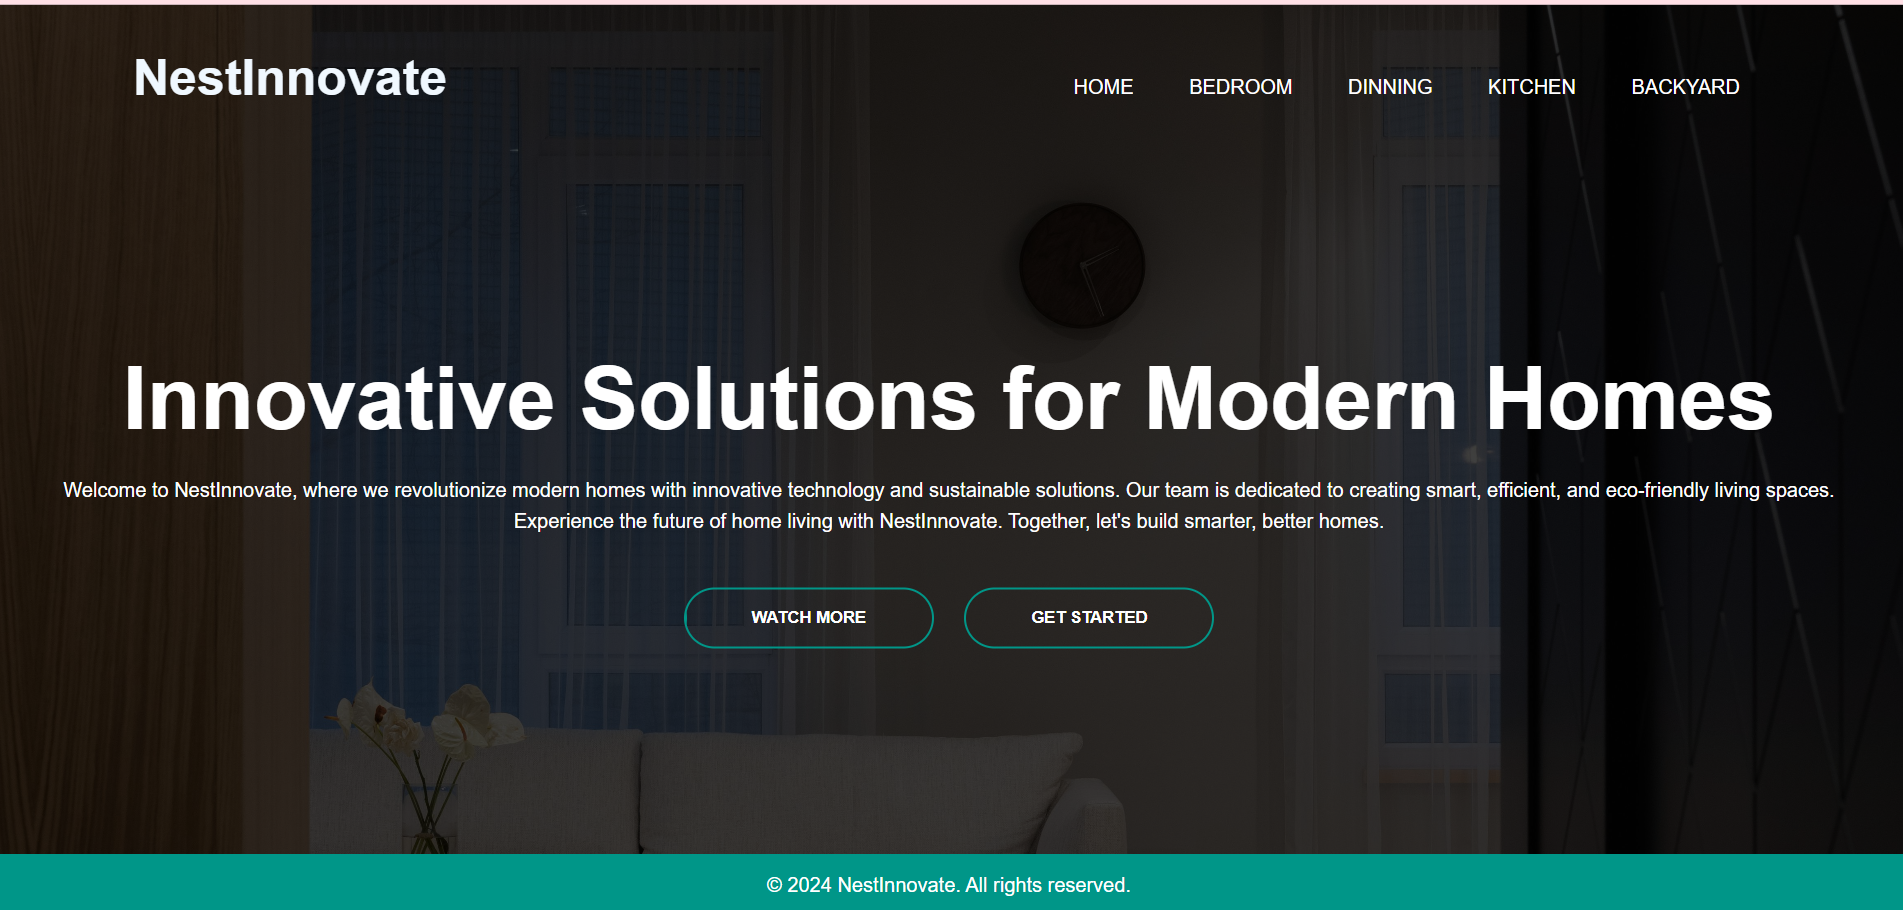 NestInnovate
HOME BEDROOM DINNING KITCHEN BACKYARD
Innovative Solutions for Modern Homes
Welcome to NestInnovate, where we revolutionize modern homes with innovative technology and sustainable solutions. Our team is dedicated to creating smart, efficient, and eco-friendly living spaces.
Experience the future of home living with NestInnovate. Together, let's build smarter, better homes.
WATCH MORE GET STARTED
© 2024 NestInnovate. All rights reserved.